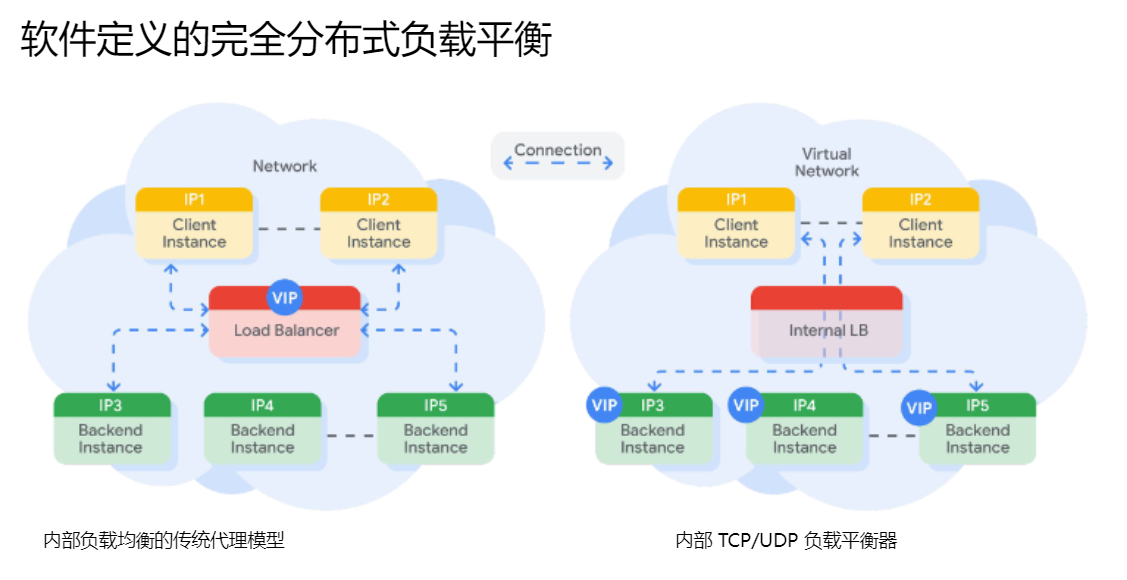 软件定义的完全分布式负载平衡
Connection
Network
IP1
Client
Instance
IP2
Client
Instance
VIP
Load Balancer
IP3
Backend
Instance
IP4
Backend
Instance
IP5
Backend
Instance
内部负载均衡的传统代理模型
Virtual
Network
IP1
Client
Instance
IP2
Client
Instance
Internal LB
VIP
IP3
Backend
Instance
VIP
IP4
Backend
Instance
VIP
IP5
Backend
Instance
内部 TCP/UDP 负载平衡器